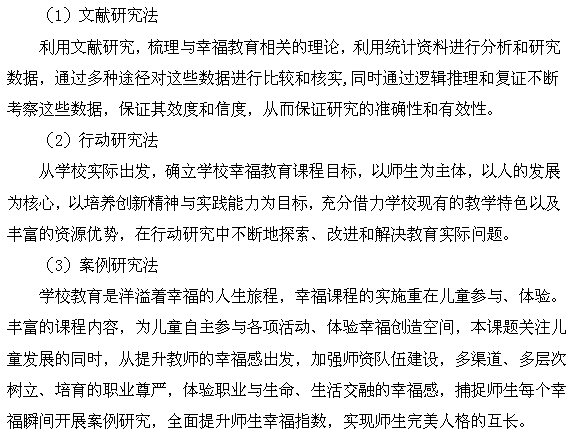 （1）文献研究法
利用文献研究，梳理与幸福教育相关的理论，利用统计资料进行分析和研究
数据，通过多种途径对这些数据进行比较和核实,同时通过逻辑推理和复证不断
考察这些数据，保证其效度和信度，从而保证研究的准确性和有效性。
（2）行动研究法
从学校实际出发，确立学校幸福教育课程目标，以师生为主体，以人的发展
为核心，以培养创新精神与实践能力为目标，充分借力学校现有的教学特色以及
丰富的资源优势，在行动研究中不断地探索、改进和解决教育实际问题。
（3）案例研究法
学校教育是洋溢着幸福的人生旅程，幸福课程的实施重在儿童参与、体验。
丰富的课程内容，为儿童自主参与各项活动、体验幸福创造空间，本课题关注儿
童发展的同时，从提升教师的幸福感出发，加强师资队伍建设，多渠道、多层次
树立、培育的职业尊严，体验职业与生命、生活交融的幸福感，捕捉师生每个幸
福瞬间开展案例研究，全面提升师生幸福指数，实现师生完美人格的互长。